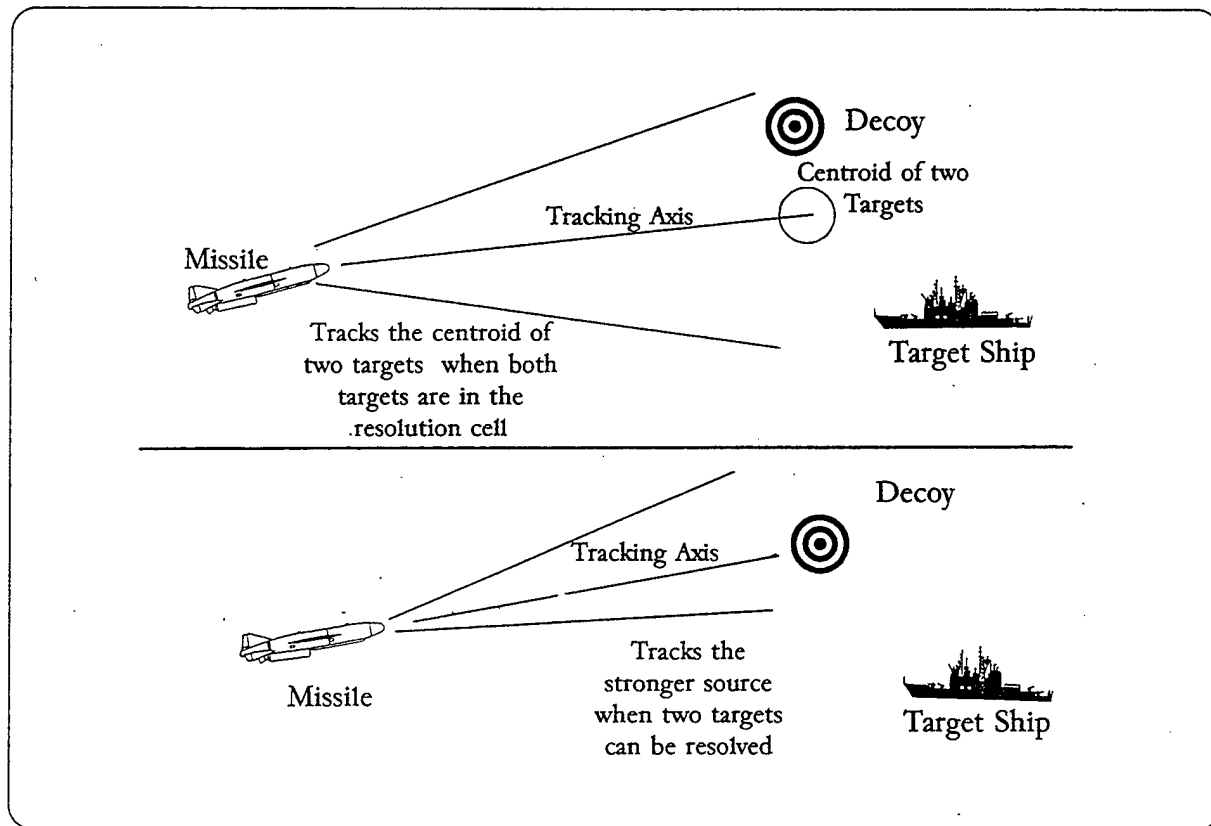 Decoy
Centroid of two
Targets
Tracking Axis
Missile
Tracks the centroid of
two targets when both
targets are in the
resolution cell
Target Ship
Decoy
Tracking Axis
Missile
Tracks the
stronger source
when two targets
can be resolved
Target Ship